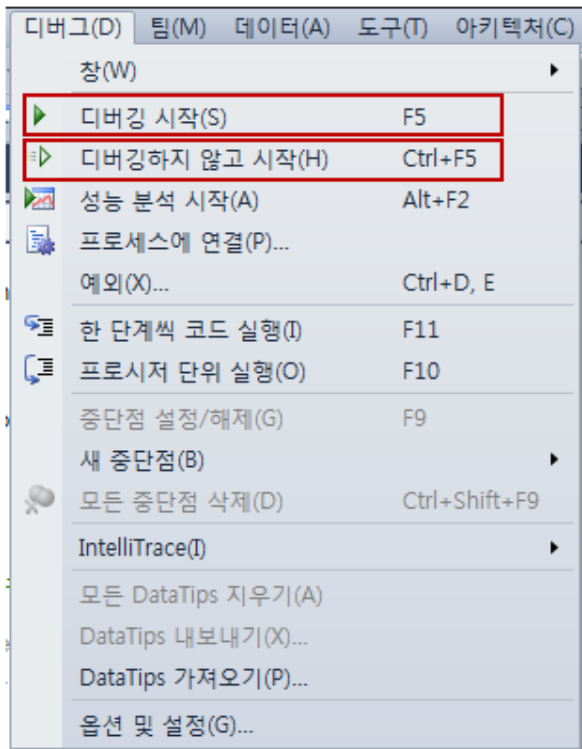 디버그(D) 팀(M) 데이터(A) 도구(T) 아키텍처(C)
창(W)
디버깅 시작(S) F5
디버깅하지 않고 시작(H) Ctrl+F5
성능 분석 시작(A) Alt+F2
프로세스에 연결(P)...
예외(X)... Ctrl+D, E
한 단계씩 코드 실행(I) F11
프로시저 단위 실행(O) F10
중단점 설정/해제(G) F9
새 중단점(B)
모든 중단점 삭제(D) Ctrl+Shift+F9
IntelliTrace(I)
모든 DataTips 지우기(A)
DataTips 내보내기(X)...
DataTips 가져오기(P)...
옵션 및 설정(G)...